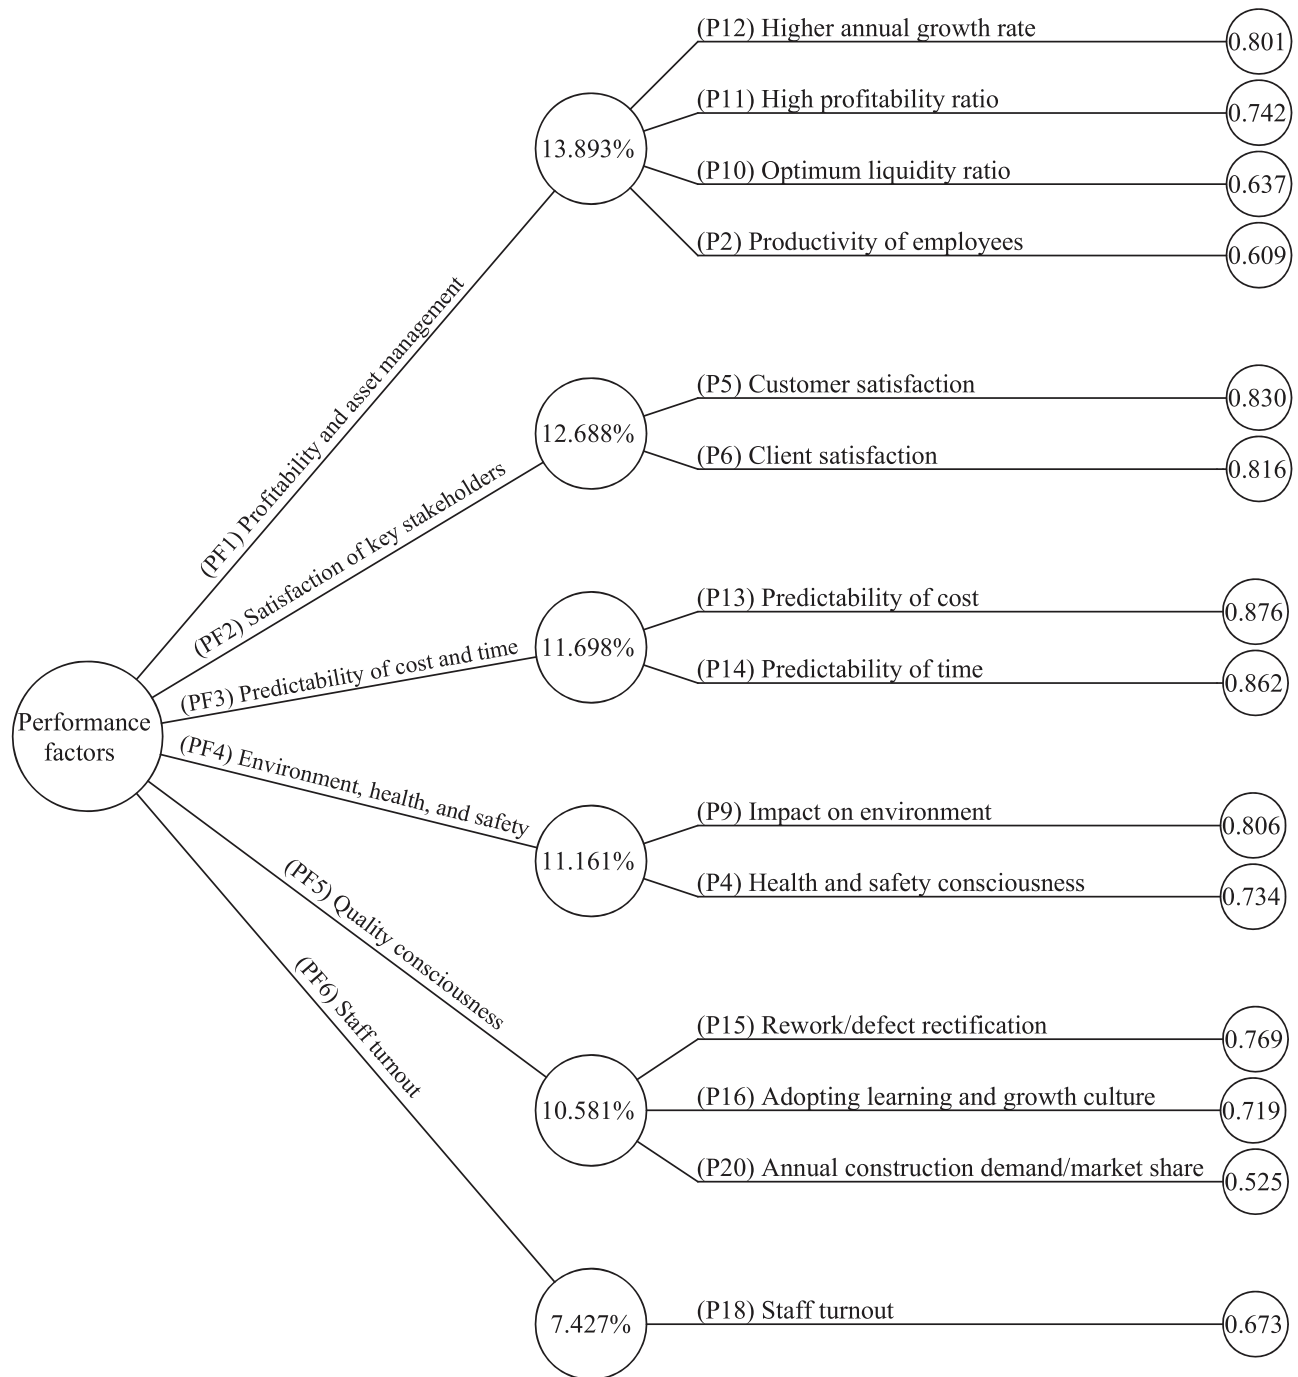 (P12) Higher annual growth rate
0.801
(P11) High profitability ratio
0.742
13.893%
(P10) Optimum liquidity ratio
0.637
(P2) Productivity of employees
0.609
(PF1) Profitability and asset management
(P5) Customer satisfaction
0.830
12.688%
(P6) Client satisfaction
0.816
(PF2) Satisfaction of key stakeholders
(P13) Predictability of cost
0.876
11.698%
(P14) Predictability of time
0.862
(PF3) Predictability of cost and time
Performance
factors
(PF4) Environment, health, and safety
(P9) Impact on environment
0.806
11.161%
(P4) Health and safety consciousness
0.734
(PF5) Quality consciousness
(P15) Rework/defect rectification
0.769
10.581%
(P16) Adopting learning and growth culture
0.719
(P20) Annual construction demand/market share
0.525
(PF6) Staff turnout
7.427%
(P18) Staff turnout
0.673